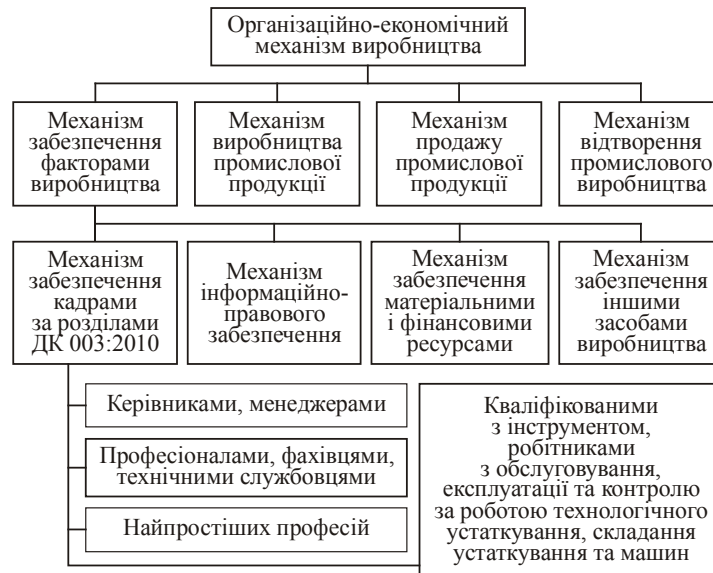 Організаційно-економічний
механізм виробництва
Механізм
забезпечення
факторами
виробництва
Механізм
виробництва
промислової
продукції
Механізм
продажу
промислової
продукції
Механізм
відтворення
промислового
виробництва
Механізм
забезпечення
кадрами
за розділами
ДК 003:2010
Механізм
інформаційно-
правового
забезпечення
Механізм
забезпечення
матеріальними
і фінансовими
ресурсами
Механізм
забезпечення
іншими
засобами
виробництва
Керівниками, менеджерами
Професіоналами, фахівцями,
технічними службовцями
Найпростіших професій
Кваліфікованими
з інструментом,
робітниками
з обслуговування,
експлуатації та контролю
за роботою технологічного
устаткування, складання
устаткування та машин